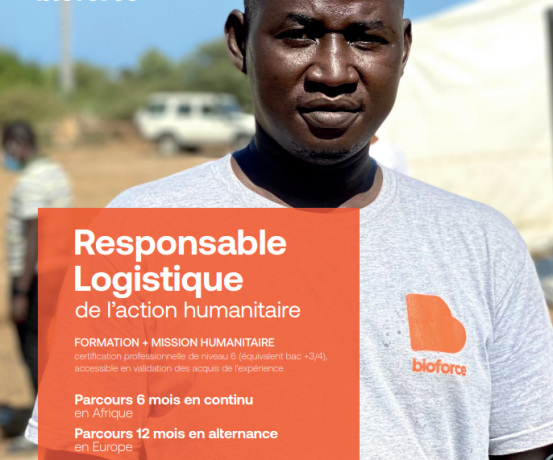 bioforce
Responsable
Logistique
de l'action humanitaire
FORMATION + MISSION HUMANITAIRE
certification professionnelle de niveau 6 (équivalent bac +3/4),
accessible en validation des acquis de l'expérience
bioforce
Parcours 6 mois en continu
en Afrique
Parcours 12 mois en alternance
en Europe